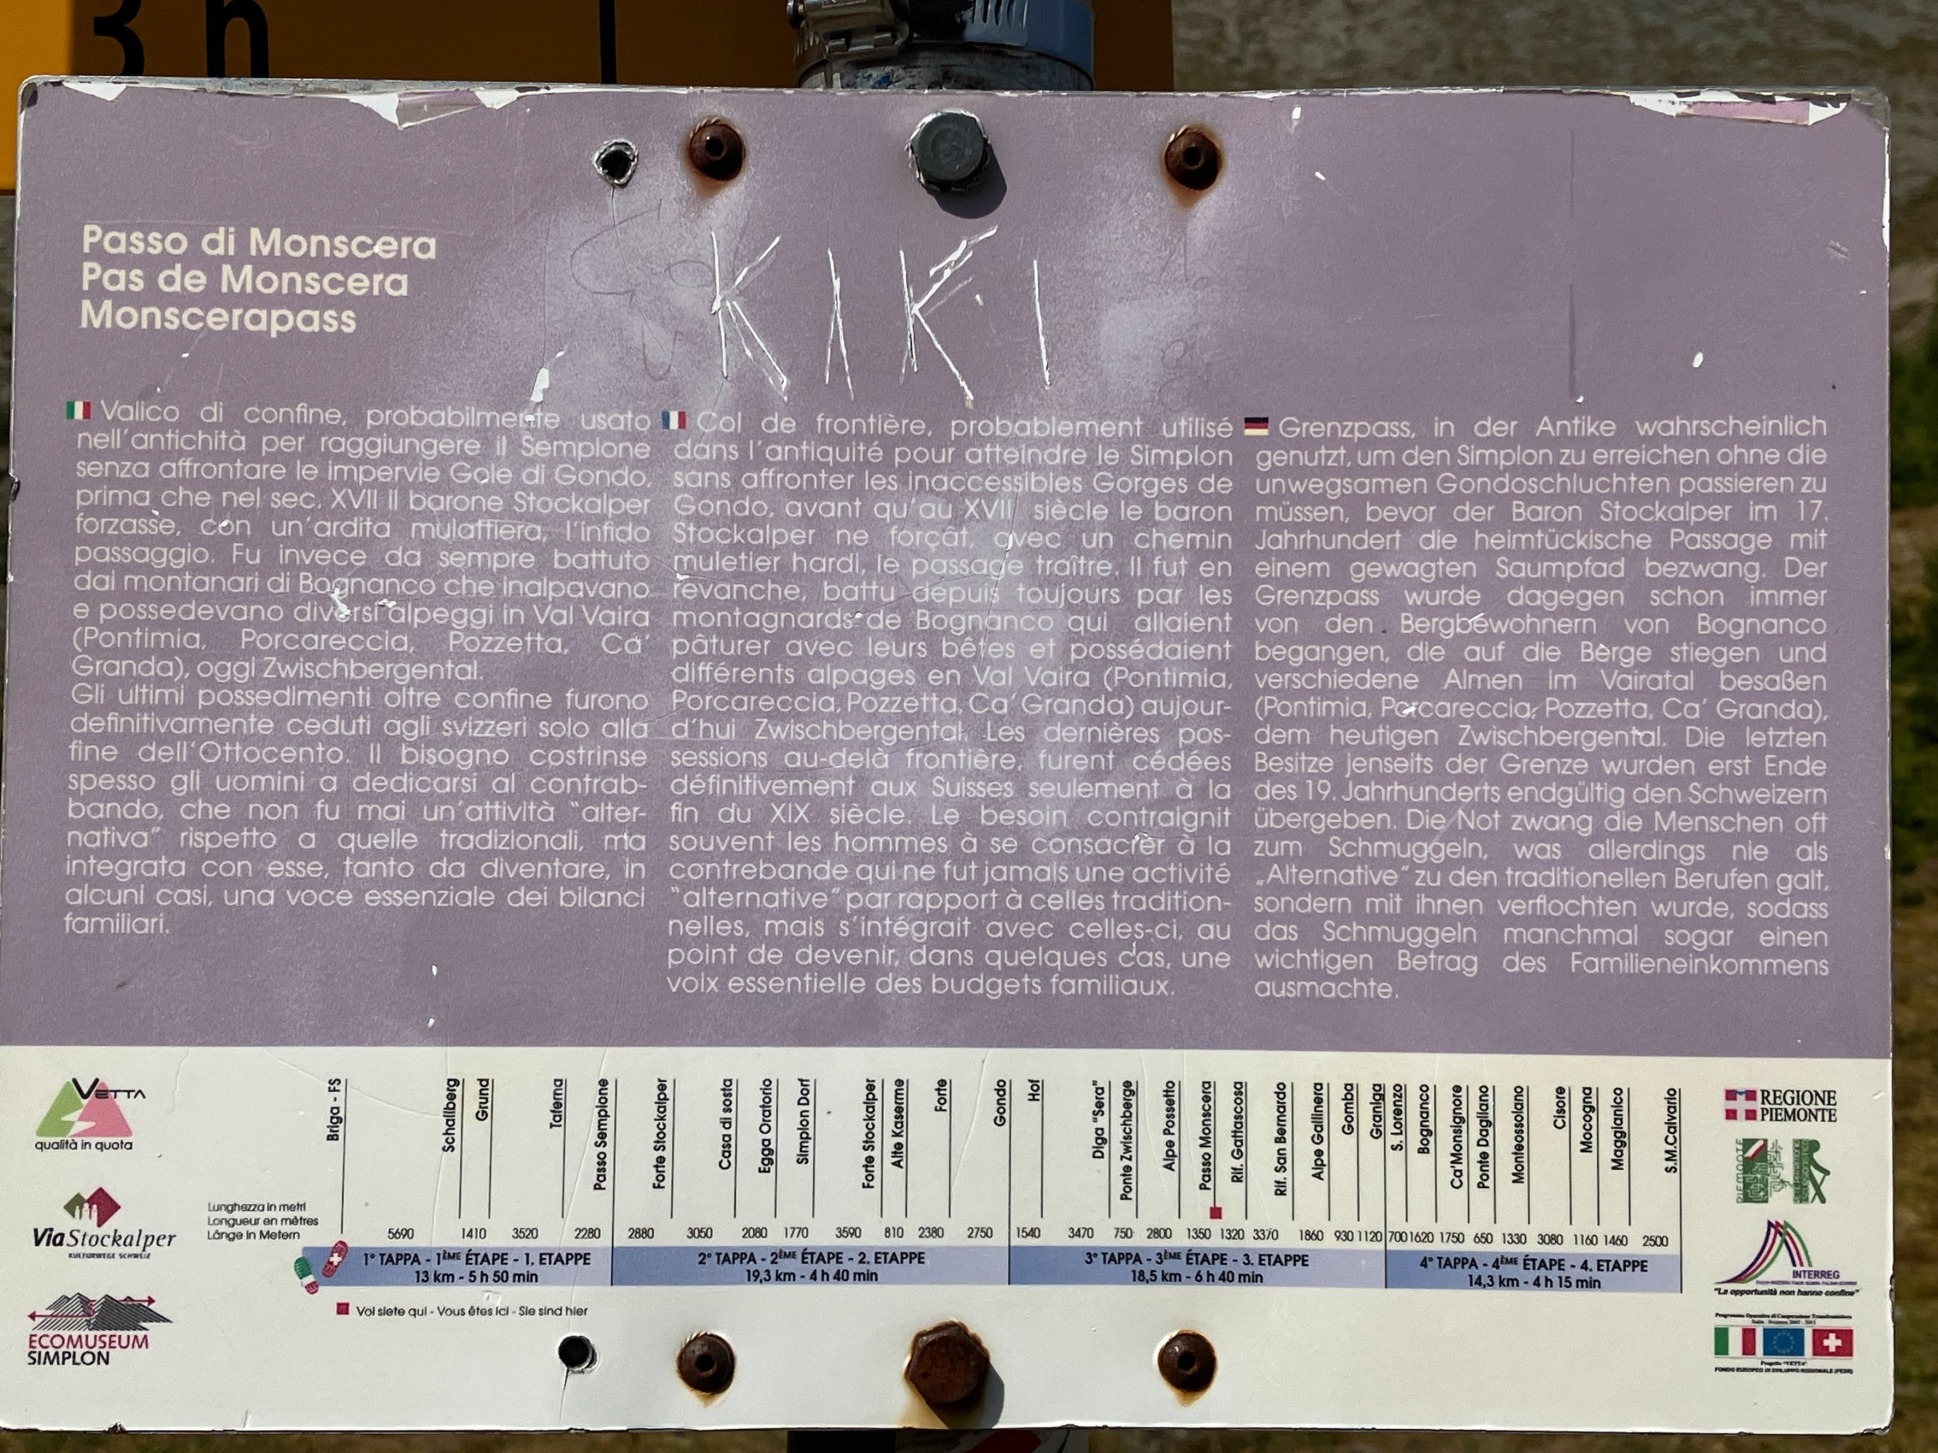 3 h
KIKI
Passo di Monscera
Pas de Monscera
Monscerapass
Valico di confine, probabilmente usato
nell'antichità per raggiungere il Sempione
senza affrontare le impervie Gole di Gondo,
prima che nel sec. XVII il barone Stockalper
forzasse, con un'ardita mulattiera, l'infido
passaggio. Fu invece da sempre battuto
dai montanari di Bognanco che inalpavano
e possedevano diversi alpeggi in Val Vaira
(Pontimia, Porcareccia, Pozzetta, Ca'
Granda), oggi Zwischbergental.
Gli ultimi possedimenti oltre confine furono
definitivamente ceduti agli svizzeri solo alla
fine dell'Ottocento. Il bisogno costrinse
spesso gli uomini a dedicarsi al contrab-
bando, che non fu mai un'attività "alter-
nativa" rispetto a quelle tradizionali, ma
integrata con esse, tanto da diventare, in
alcuni casi, una voce essenziale dei bilanci
familiari.
Col de frontière, probablement utilisé
dans l'antiquité pour atteindre le Simplon
sans affronter les inaccessibles Gorges de
Gondo, avant qu'au XVII siècle le baron
Stockalper ne forçat, avec un chemin
muletier hardi, le passage traître. Il fut en
revanche, battu depuis toujours par les
montagnards de Bognanco qui allaient
pâturer avec leurs bêtes et possédaient
différents alpages en Val Vaira (Pontimia,
Porcareccia, Pozzetta, Ca' Granda) aujour-
d'hui Zwischbergental. Les dernières pos-
sessions au-delà frontière, furent cédées
définitivement aux Suisses seulement à la
fin du XIX siècle. Le besoin contraignit
souvent les hommes à se consacrer à la
contrebande qui ne fut jamais une activité
"alternative" par rapport à celles tradition-
nelles, mais s'intégrait avec celles-ci, au
point de devenir, dans quelques cas, une
voix essentielle des budgets familiaux.
Grenzpass, in der Antike wahrscheinlich
genutzt, um den Simplon zu erreichen ohne die
unwegsamen Gondoschluchten passieren zu
müssen, bevor der Baron Stockalper im 17.
Jahrhundert die heimtückische Passage mit
einem gewagten Saumpfad bezwang. Der
Grenzpass wurde dagegen schon immer
von den Bergbewohnern von Bognanco
begangen, die auf die Berge stiegen und
verschiedene Almen im Vairatal besaßen
(Pontimia, Porcareccia, Pozzetta, Ca' Granda),
dem heutigen Zwischbergental. Die letzten
Besitze jenseits der Grenze wurden erst Ende
des 19. Jahrhunderts endgültig den Schweizern
übergeben. Die Not zwang die Menschen oft
zum Schmuggeln, was allerdings nie als
„Alternative" zu den traditionellen Berufen galt,
sondern mit ihnen verflochten wurde, sodass
das Schmuggeln manchmal sogar einen
wichtigen Betrag des Familieneinkommens
ausmachte.
VETTA
qualità in quota
ViaStockalper
KULTURWEGE SCHWEIZ
ECOMUSEUM
SIMPLON
Briga - FS
Schallberg
Grund
Taferna
Passo Sempione
Forte Stockalper
Casa di sosta
Egga Oratorio
Simplon Dorf
Forte Stockalper
Alte Kaserme
Forte
Gondo
Hof
Diga "Sera"
Ponte Zwischberge
Alpe Possetto
Passo Monscera
Rif. Gattascosa
Rif. San Bernardo
Alpe Gallinera
Gomba
Graniga
S. Lorenzo
Bognanco
Ca'Monsignore
Ponte Dagliano
Monteossolano
Cisore
Mocogna
Maggianico
S.M.Calvario
Lunghezza in metri
Longueur en mètres
Länge in Metern
5690 1410 3520 2280 2880 3050 2080 1770 3590 810 2380 2750 1540 3470 750 2800 1350 1320 3370 1860 930 1120 700 1620 1750 650 1330 3080 1160 1460 2500
1° TAPPA - 1ÈME ÉTAPE - 1. ETAPPE
13 km - 5 h 50 min
2° TAPPA - 2ÈME ÉTAPE - 2. ETAPPE
19,3 km - 4 h 40 min
3° TAPPA - 3ÈME ÉTAPE - 3. ETAPPE
18,5 km - 6 h 40 min
4° TAPPA - 4ÈME ÉTAPE - 4. ETAPPE
14,3 km - 4 h 15 min
Voi siete qui - Vous êtes ici - Sie sind hier
REGIONE
PIEMONTE
PIEMONTE
INTERREG
"Le opportunità non hanno confine"
Programma Operativo di Cooperazione Transfrontaliera
Progetto "VETTA"
FONDO EUROPEO DI SVILUPPO REGIONALE (FESR)